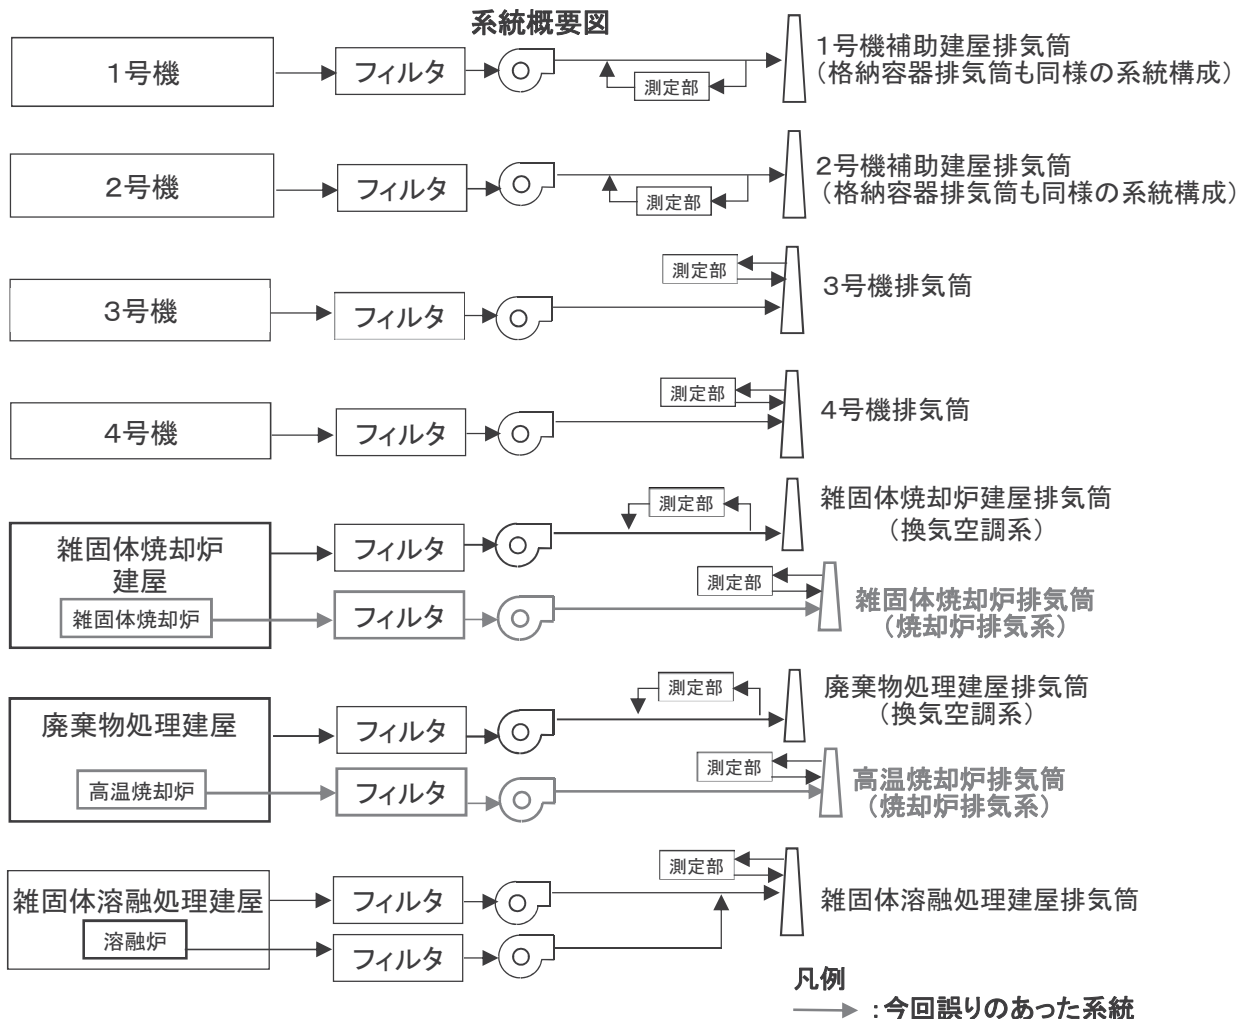 系統概要図
1号機
フィルタ
測定部
1号機補助建屋排気筒
(格納容器排気筒も同様の系統構成)
2号機
フィルタ
測定部
2号機補助建屋排気筒
(格納容器排気筒も同様の系統構成)
3号機
フィルタ
測定部
3号機排気筒
4号機
フィルタ
測定部
4号機排気筒
雑固体焼却炉
建屋
フィルタ
測定部
雑固体焼却炉建屋排気筒
(換気空調系)
雑固体焼却炉
フィルタ
測定部
雑固体焼却炉排気筒
(焼却炉排気系)
廃棄物処理建屋
フィルタ
測定部
廃棄物処理建屋排気筒
(換気空調系)
高温焼却炉
フィルタ
測定部
高温焼却炉排気筒
(焼却炉排気系)
雑固体溶融処理建屋
フィルタ
測定部
雑固体溶融処理建屋排気筒
溶融炉
フィルタ
凡例
:今回誤りのあった系統